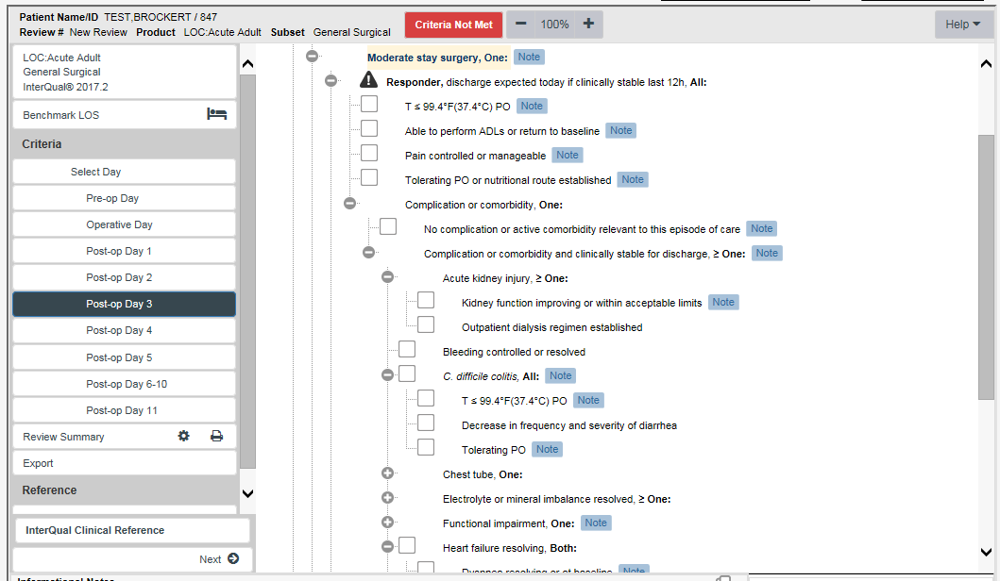 Patient Name/ID TEST,BROCKERT / 847
Review # New Review Product LOC:Acute Adult Subset General Surgical
Criteria Not Met
100%
Help
LOC:Acute Adult
General Surgical
InterQual® 2017.2
Benchmark LOS
Criteria
Select Day
Pre-op Day
Operative Day
Post-op Day 1
Post-op Day 2
Post-op Day 3
Post-op Day 4
Post-op Day 5
Post-op Day 6-10
Post-op Day 11
Review Summary
Export
Reference
InterQual Clinical Reference
Next
Informational Notes
Moderate stay surgery, One: Note
Responder, discharge expected today if clinically stable last 12h, All:
T ≤ 99.4°F(37.4°C) PO Note
Able to perform ADLs or return to baseline Note
Pain controlled or manageable Note
Tolerating PO or nutritional route established Note
Complication or comorbidity, One:
No complication or active comorbidity relevant to this episode of care Note
Complication or comorbidity and clinically stable for discharge, ≥ One: Note
Acute kidney injury, ≥ One:
Kidney function improving or within acceptable limits Note
Outpatient dialysis regimen established
Bleeding controlled or resolved
C. difficile colitis, All: Note
T ≤ 99.4°F(37.4°C) PO Note
Decrease in frequency and severity of diarrhea
Tolerating PO Note
Chest tube, One:
Electrolyte or mineral imbalance resolved, ≥ One:
Functional impairment, One: Note
Heart failure resolving, Both:
Dyspnea resolving or at baseline Note